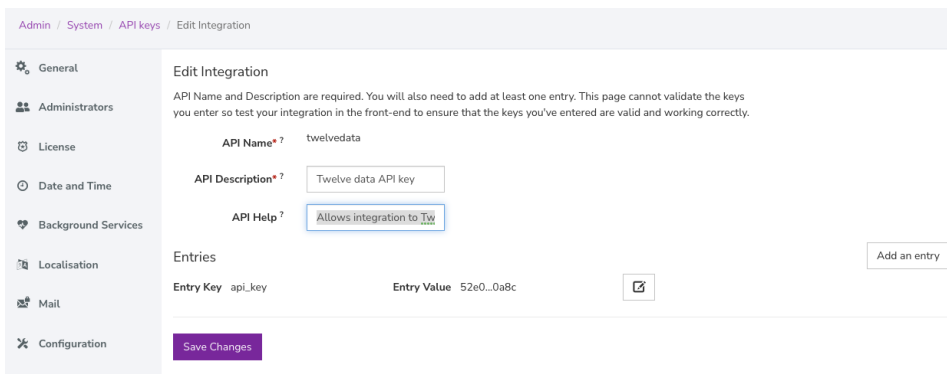 Admin / System / API keys / Edit Integration
General
Administrators
License
Date and Time
Background Services
Localisation
Mail
Configuration
Edit Integration
API Name and Description are required. You will also need to add at least one entry. This page cannot validate the keys
you enter so test your integration in the front-end to ensure that the keys you've entered are valid and working correctly.
API Name* ? twelvedata
API Description* ? Twelve data API key
API Help ? Allows integration to Tw
Entries
Add an entry
Entry Key api_key Entry Value 52e0...0a8c
Save Changes